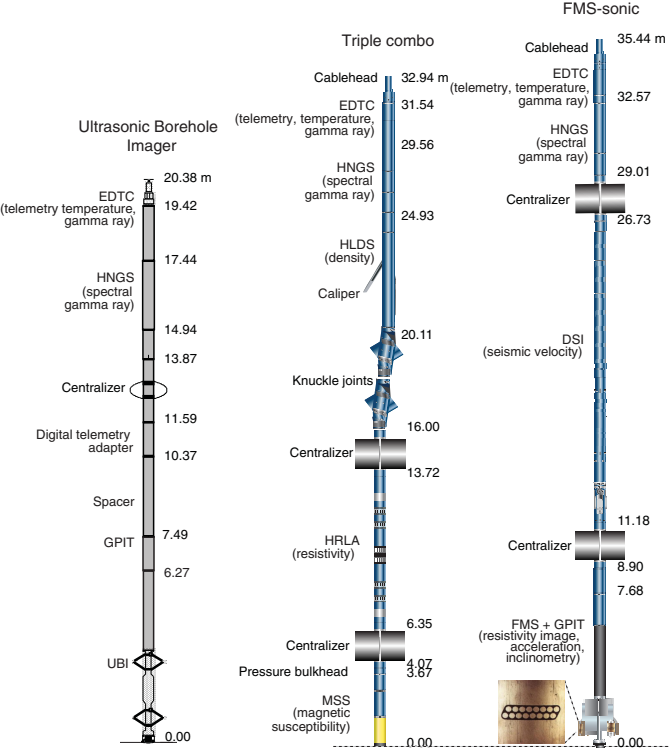 Ultrasonic Borehole
Imager
20.38 m
EDTC
(telemetry temperature,
gamma ray)
19.42
17.44
HNGS
(spectral
gamma ray)
14.94
13.87
Centralizer
11.59
Digital telemetry
adapter
10.37
Spacer
7.49
GPIT
6.27
UBI
0.00
Triple combo
Cablehead
32.94 m
31.54
EDTC
(telemetry, temperature,
gamma ray)
29.56
HNGS
(spectral
gamma ray)
24.93
HLDS
(density)
Caliper
20.11
Knuckle joints
16.00
Centralizer
13.72
HRLA
(resistivity)
6.35
Centralizer
4.07
Pressure bulkhead
3.67
MSS
(magnetic
susceptibility)
0.00
FMS-sonic
35.44 m
Cablehead
EDTC
(telemetry, temperature,
gamma ray)
32.57
HNGS
(spectral
gamma ray)
29.01
Centralizer
26.73
DSI
(seismic velocity)
11.18
Centralizer
8.90
7.68
FMS + GPIT
(resistivity image,
acceleration,
inclinometry)
0.00